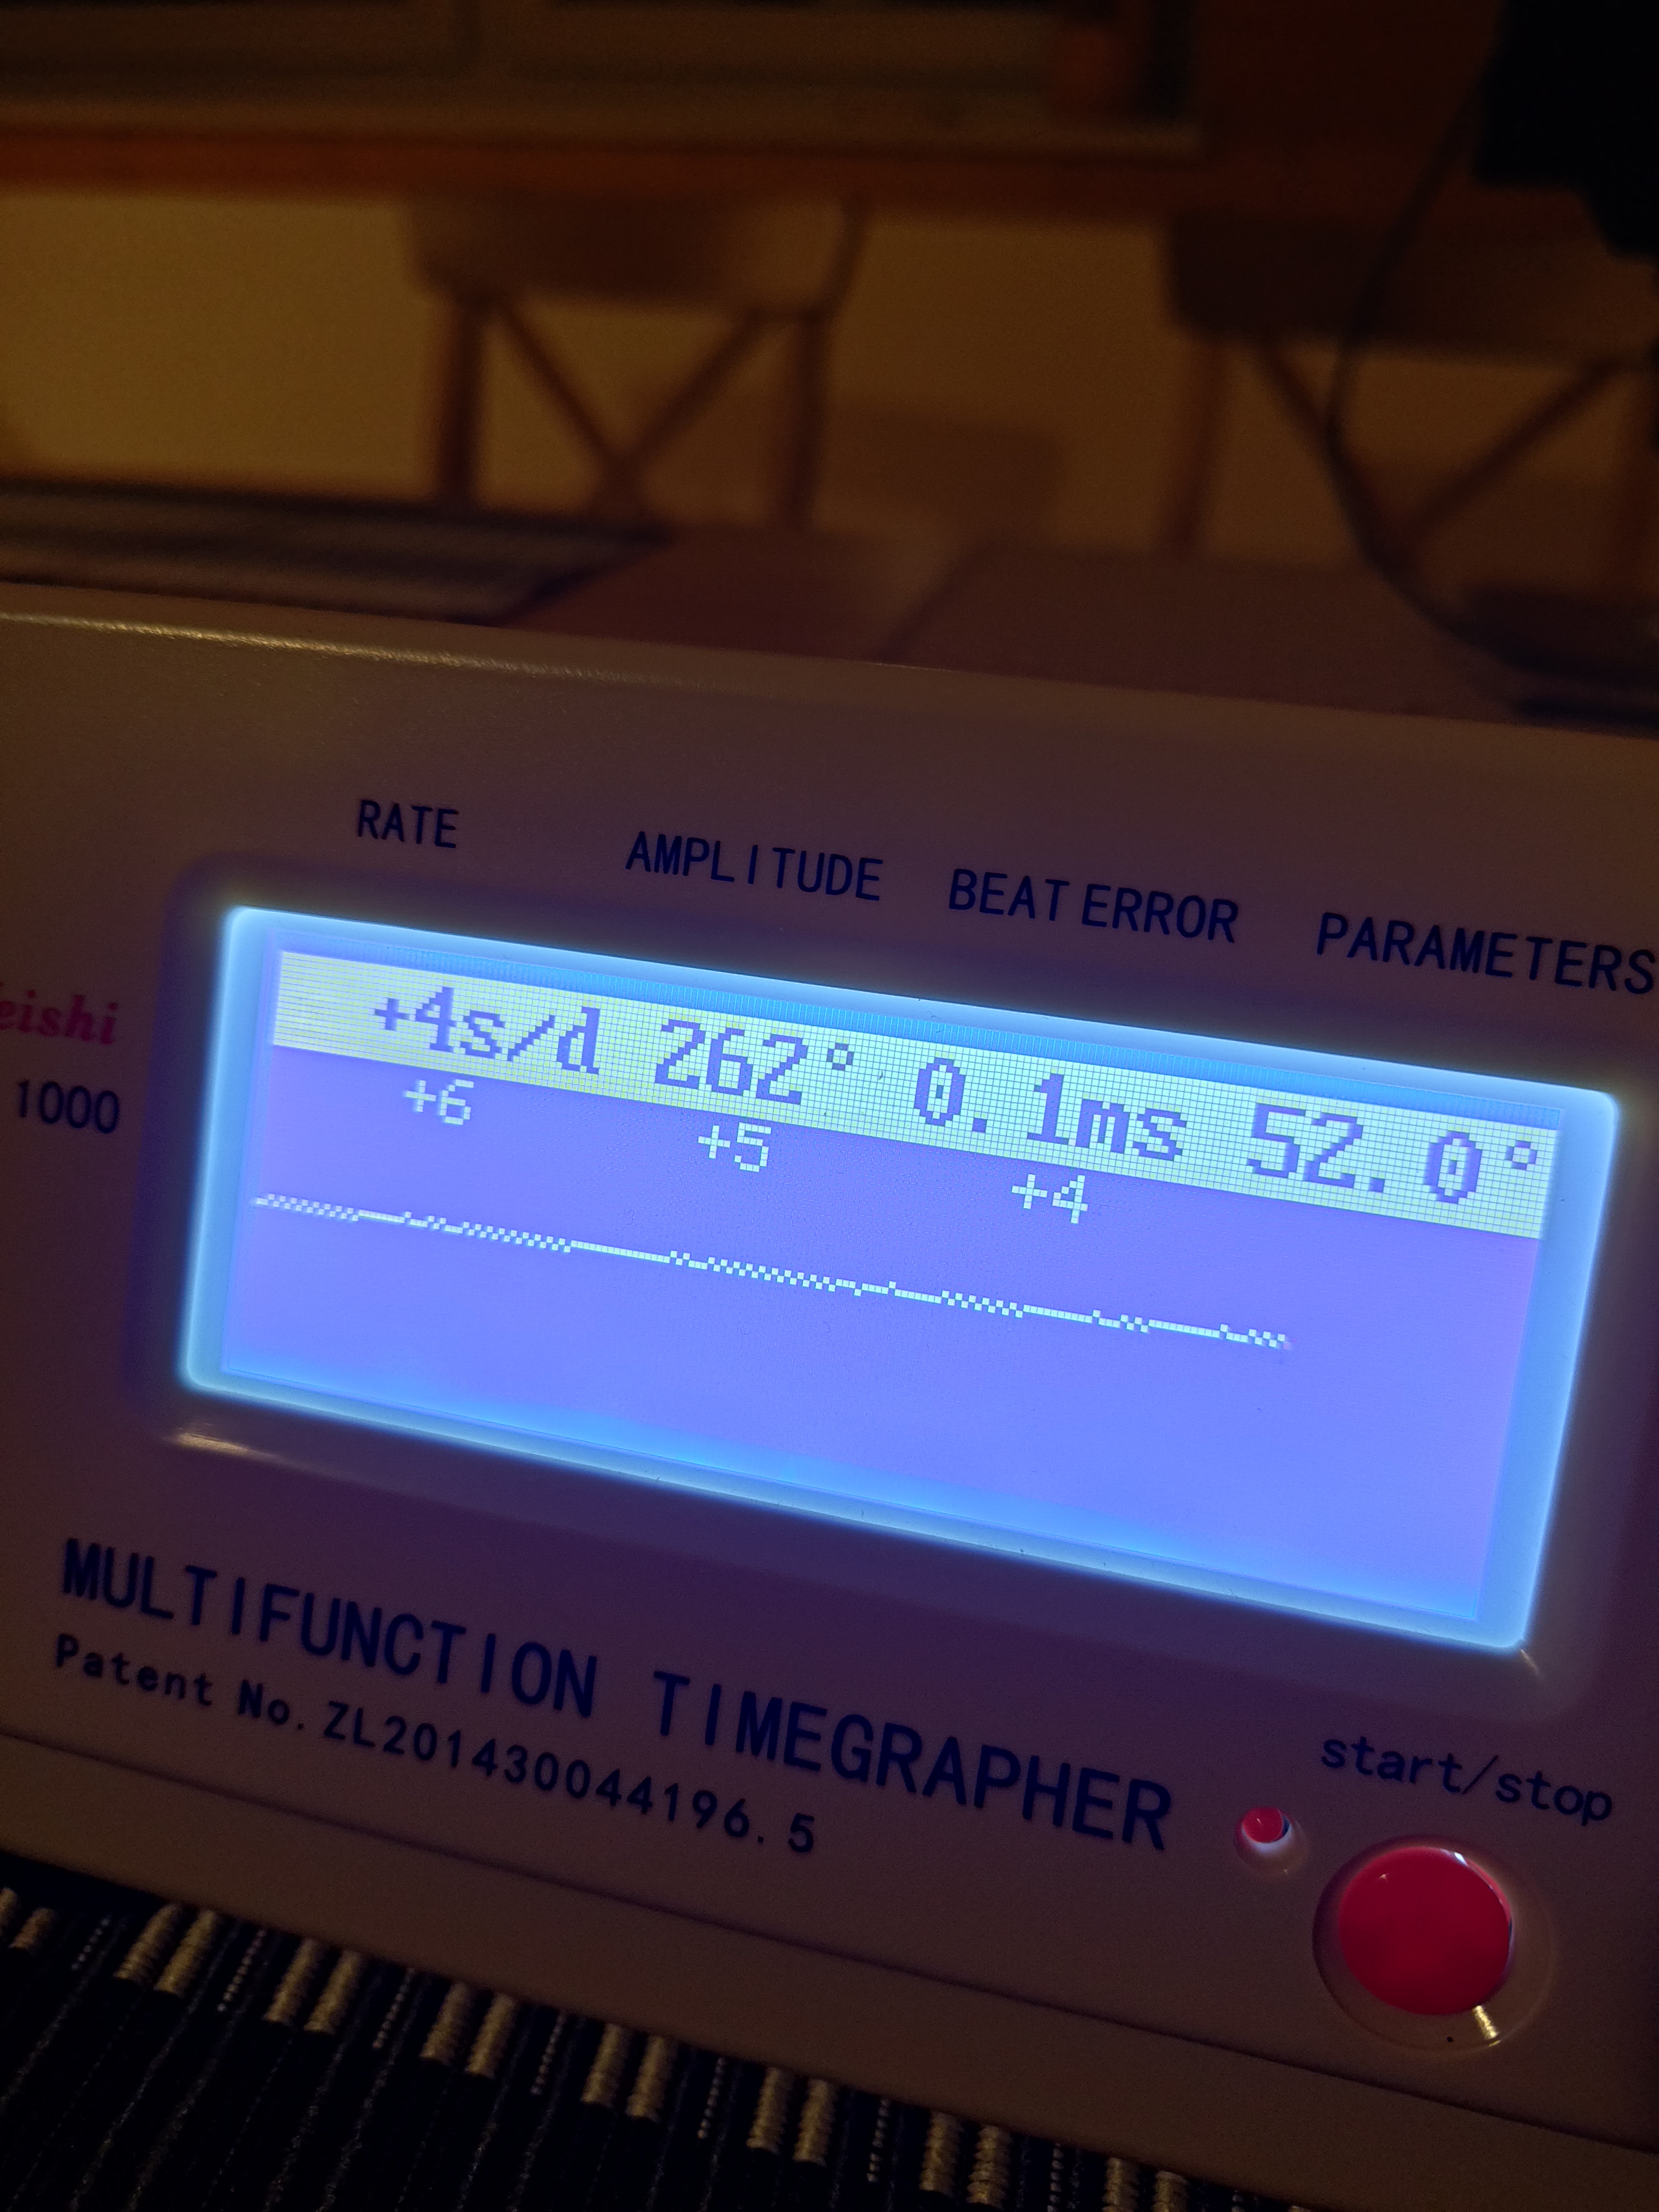 RATE AMPLITUDE BEAT ERROR PARAMETERS
eishi
1000
+4s/d 262° 0.1ms 52.0°
+6 +5 +4
MULTIFUNCTION TIMEGRAPHER
Patent No. ZL201430044196.5
start/stop